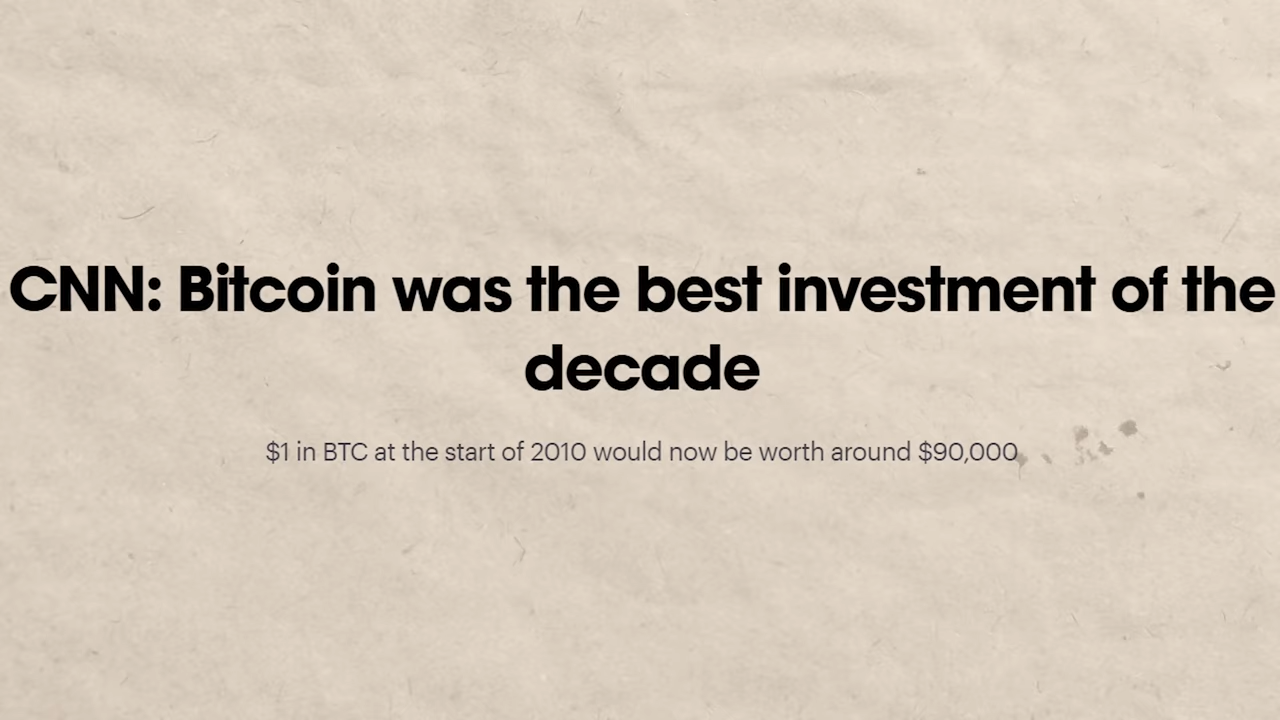 CNN: Bitcoin was the best investment of the
decade
$1 in BTC at the start of 2010 would now be worth around $90,000